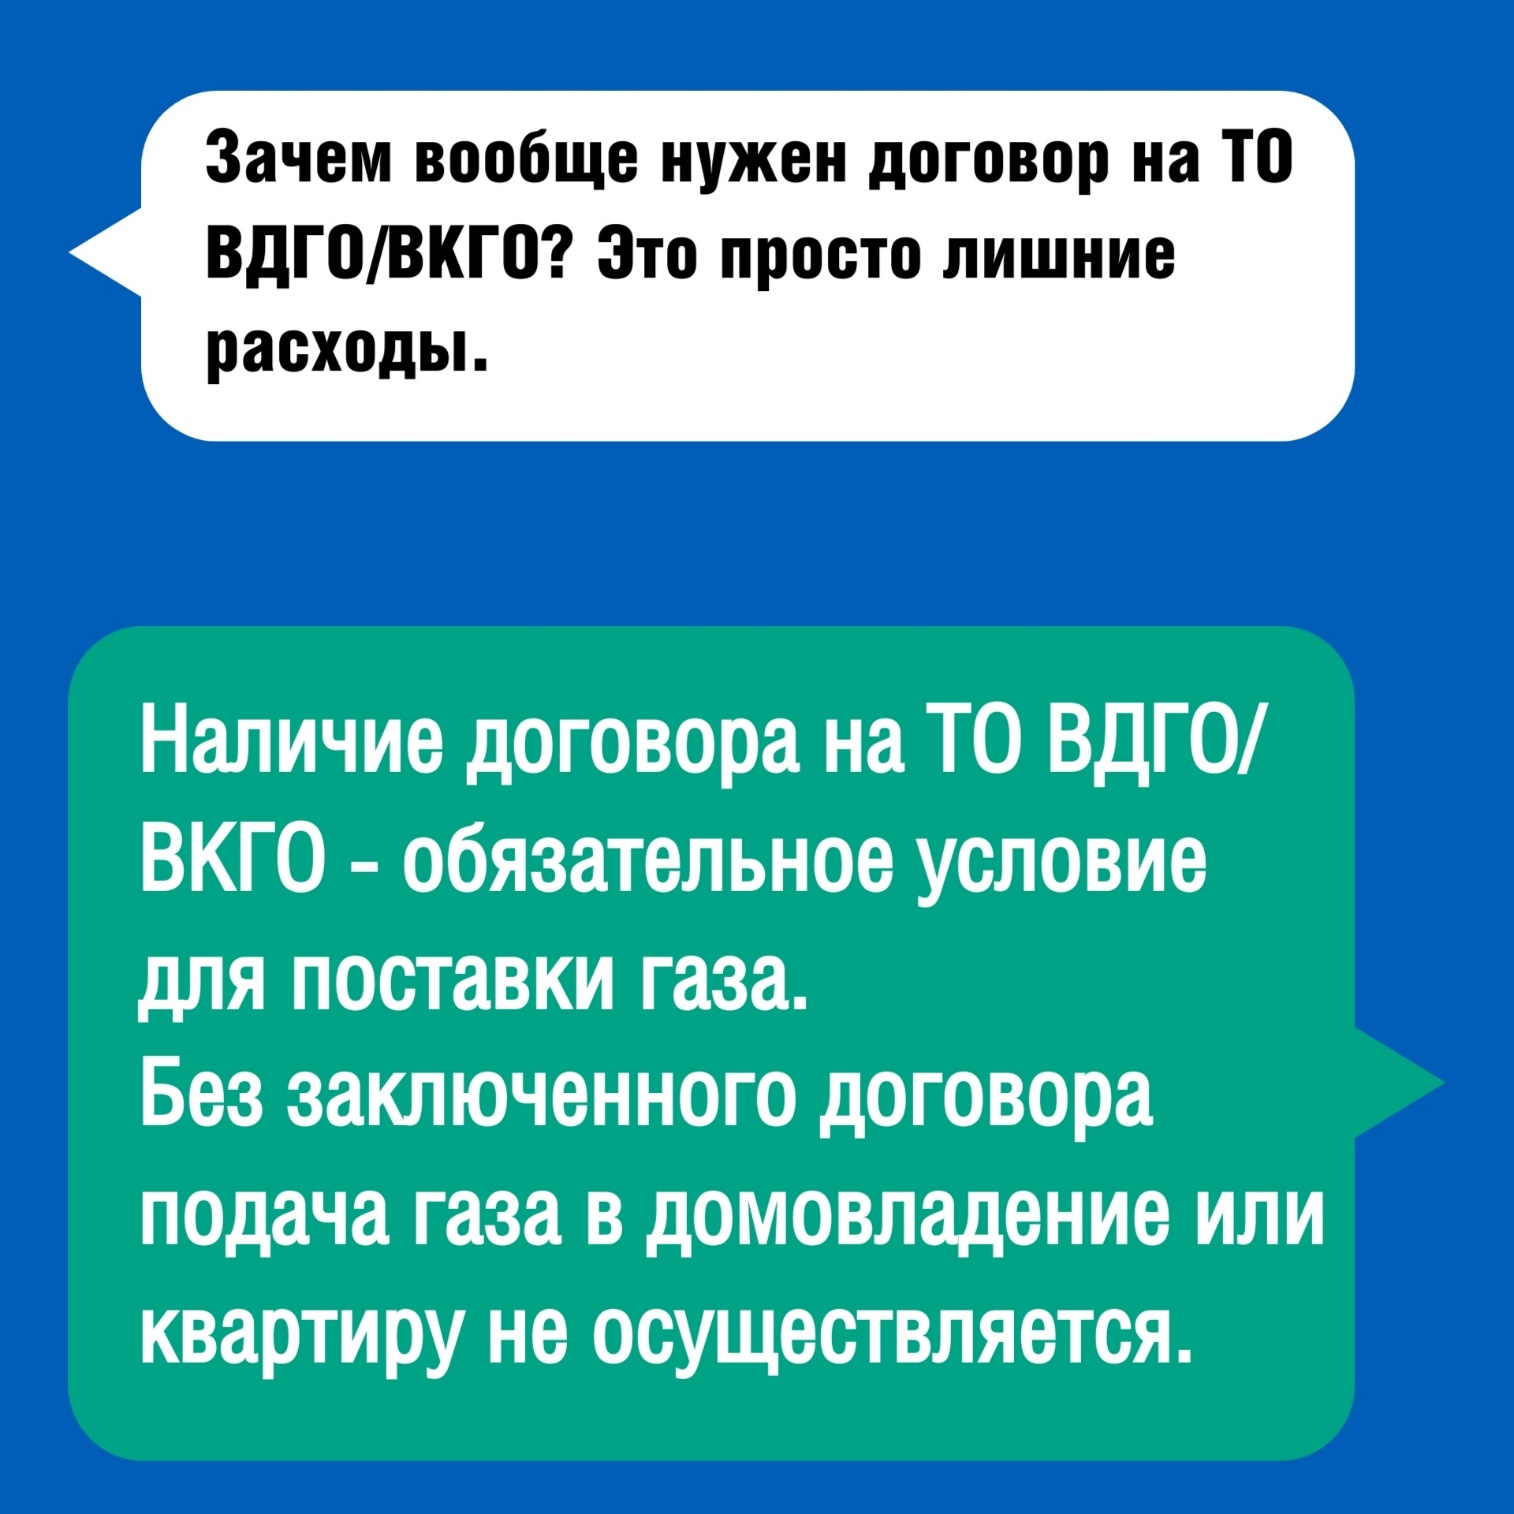 Зачем вообще нужен договор на ТО
ВДГО/ВКГО? Это просто лишние
расходы.
Наличие договора на ТО ВДГО/
ВКГО - обязательное условие
для поставки газа.
Без заключенного договора
подача газа в домовладение или
квартиру не осуществляется.